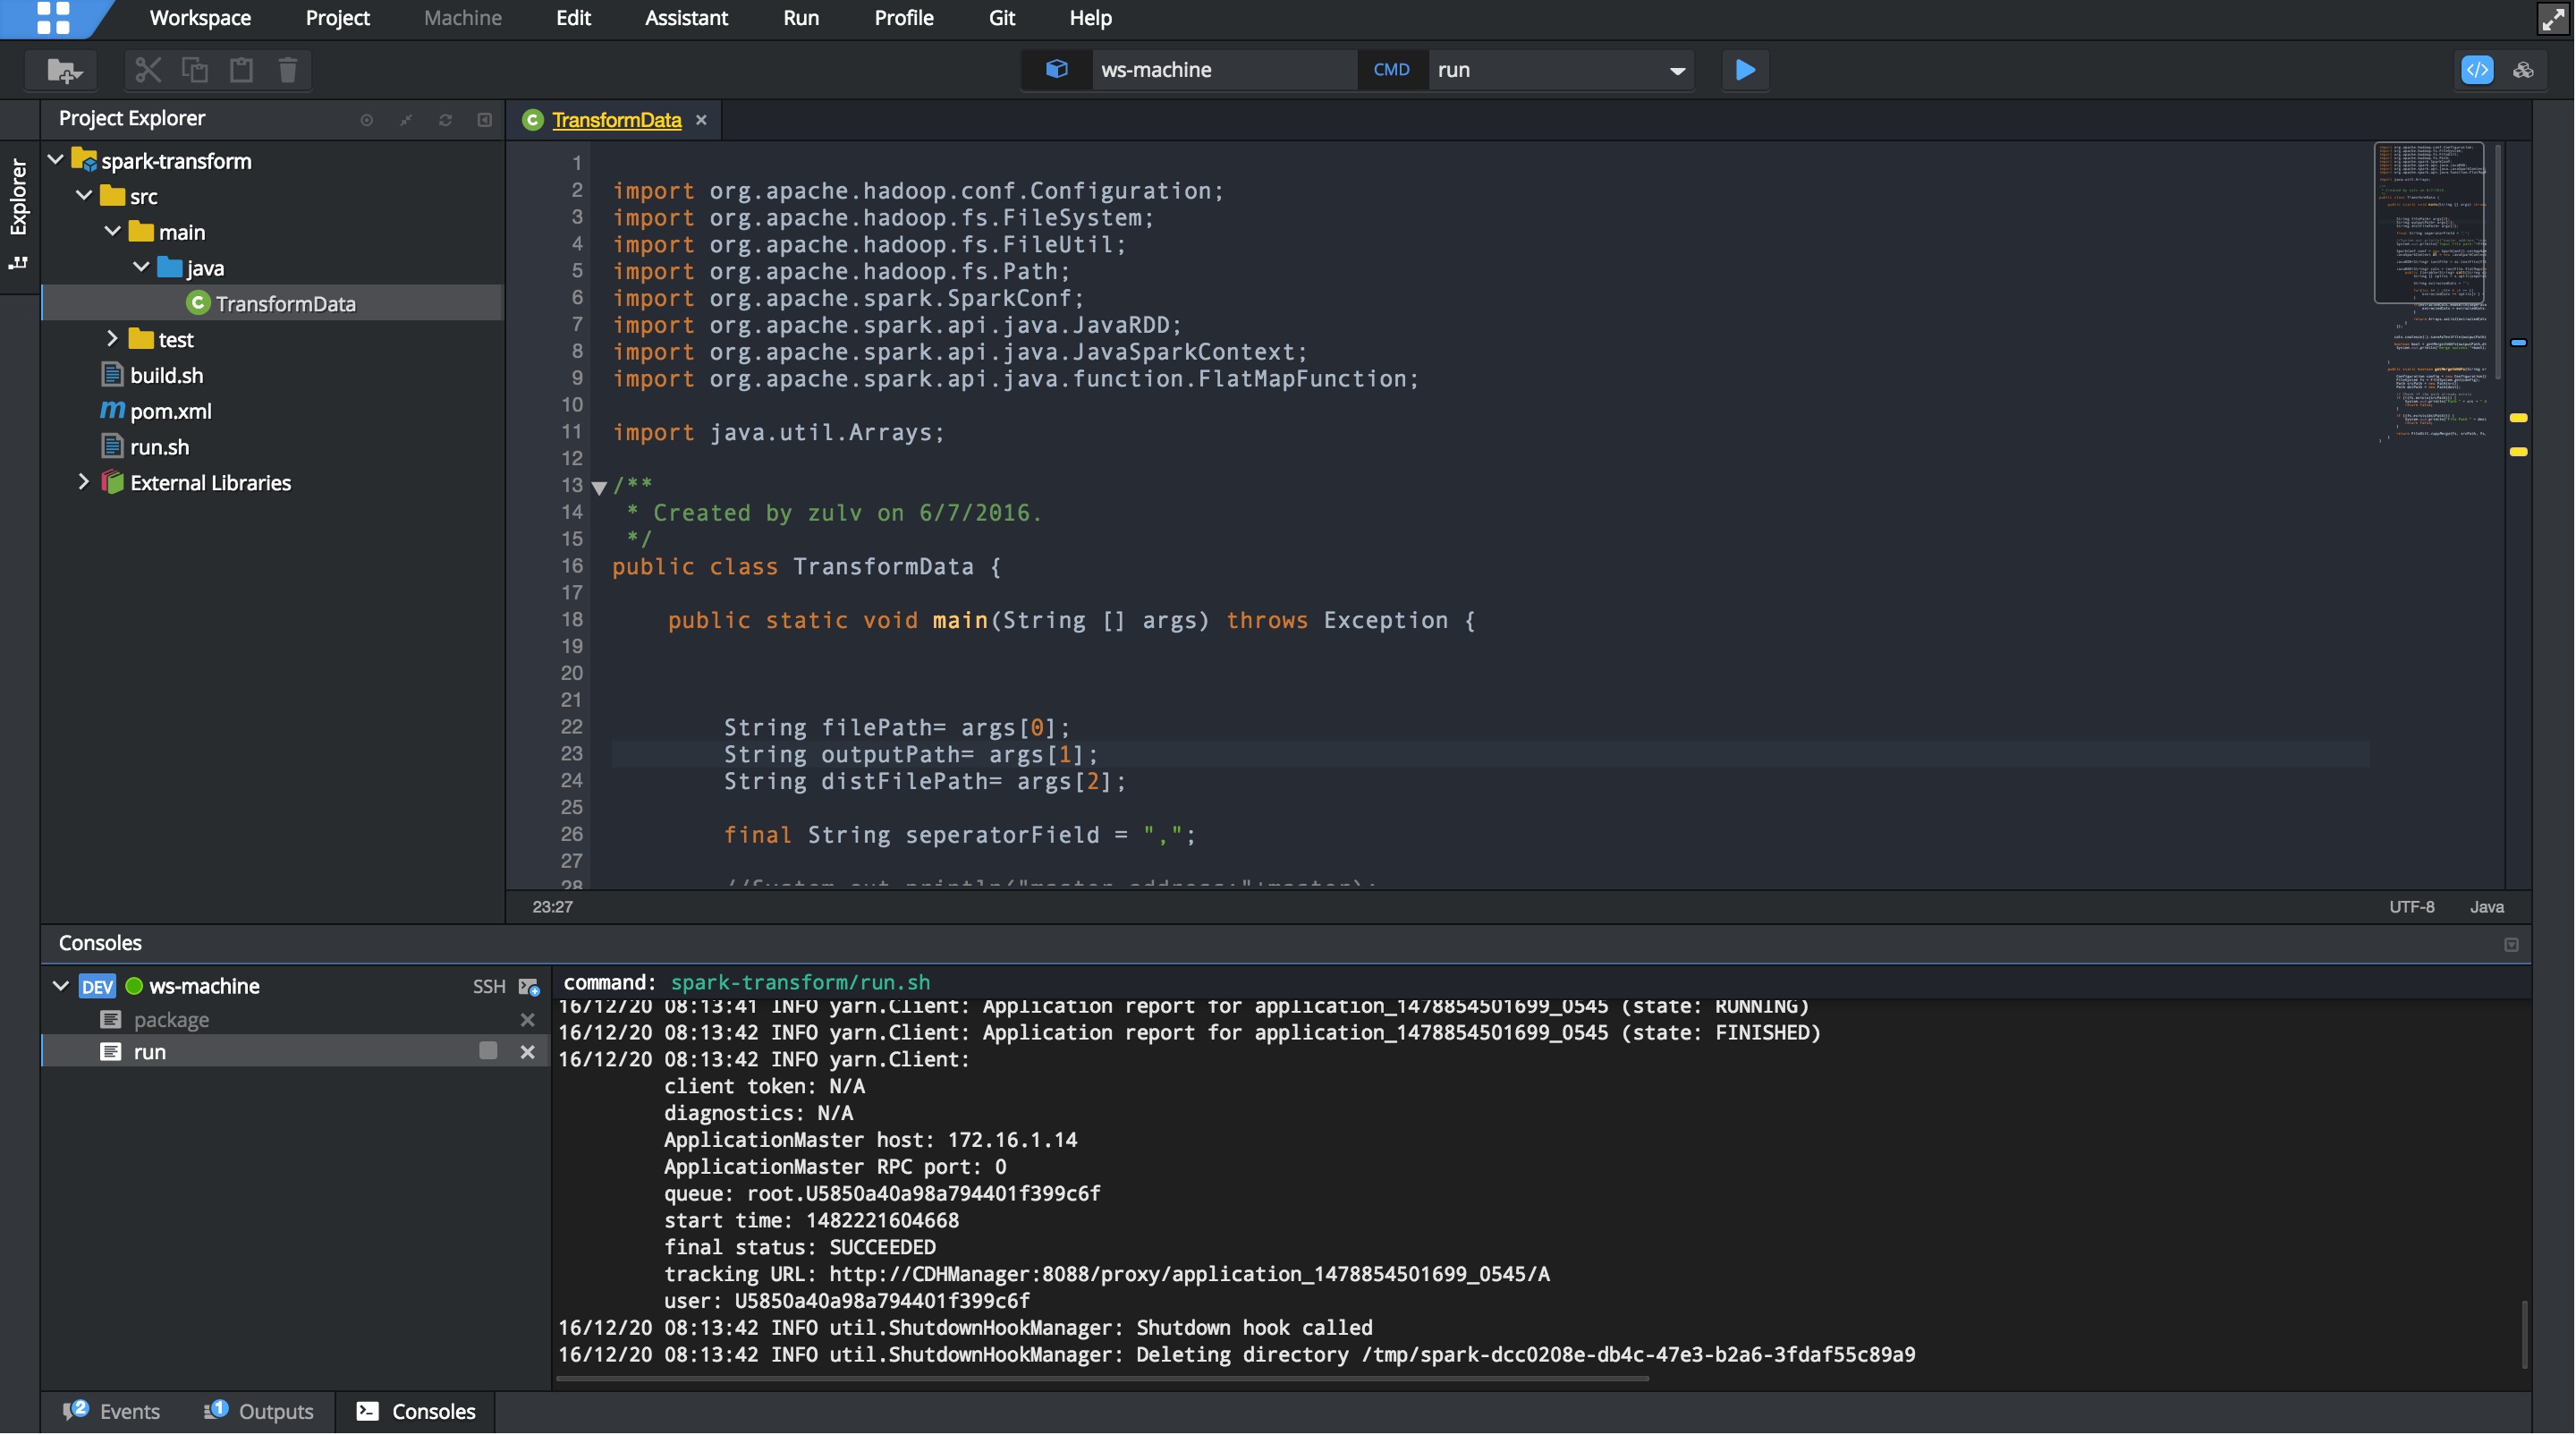 Workspace Project Machine Edit Assistant Run Profile Git Help
ws-machine CMD run
Project Explorer
Explorer
spark-transform
src
main
java
TransformData
test
build.sh
pom.xml
run.sh
External Libraries
TransformData
1
2 import org.apache.hadoop.conf.Configuration;
3 import org.apache.hadoop.fs.FileSystem;
4 import org.apache.hadoop.fs.FileUtil;
5 import org.apache.hadoop.fs.Path;
6 import org.apache.spark.SparkConf;
7 import org.apache.spark.api.java.JavaRDD;
8 import org.apache.spark.api.java.JavaSparkContext;
9 import org.apache.spark.api.java.function.FlatMapFunction;
10
11 import java.util.Arrays;
12
13 /**
14 * Created by zulv on 6/7/2016.
15 */
16 public class TransformData {
17
18 public static void main(String [] args) throws Exception {
19
20
21
22 String filePath= args[0];
23 String outputPath= args[1];
24 String distFilePath= args[2];
25
26 final String seperatorField = ",";
27
28 //System.out.println("master address:"+master);
23:27 UTF-8 Java
Consoles
DEV ws-machine SSH
package
run
command: spark-transform/run.sh
16/12/20 08:13:41 INFO yarn.Client: Application report for application_1478854501699_0545 (state: RUNNING)
16/12/20 08:13:42 INFO yarn.Client: Application report for application_1478854501699_0545 (state: FINISHED)
16/12/20 08:13:42 INFO yarn.Client:
client token: N/A
diagnostics: N/A
ApplicationMaster host: 172.16.1.14
ApplicationMaster RPC port: 0
queue: root.U5850a40a98a794401f399c6f
start time: 1482221604668
final status: SUCCEEDED
tracking URL: http://CDHManager:8088/proxy/application_1478854501699_0545/A
user: U5850a40a98a794401f399c6f
16/12/20 08:13:42 INFO util.ShutdownHookManager: Shutdown hook called
16/12/20 08:13:42 INFO util.ShutdownHookManager: Deleting directory /tmp/spark-dcc0208e-db4c-47e3-b2a6-3fdaf55c89a9
2 Events 1 Outputs Consoles